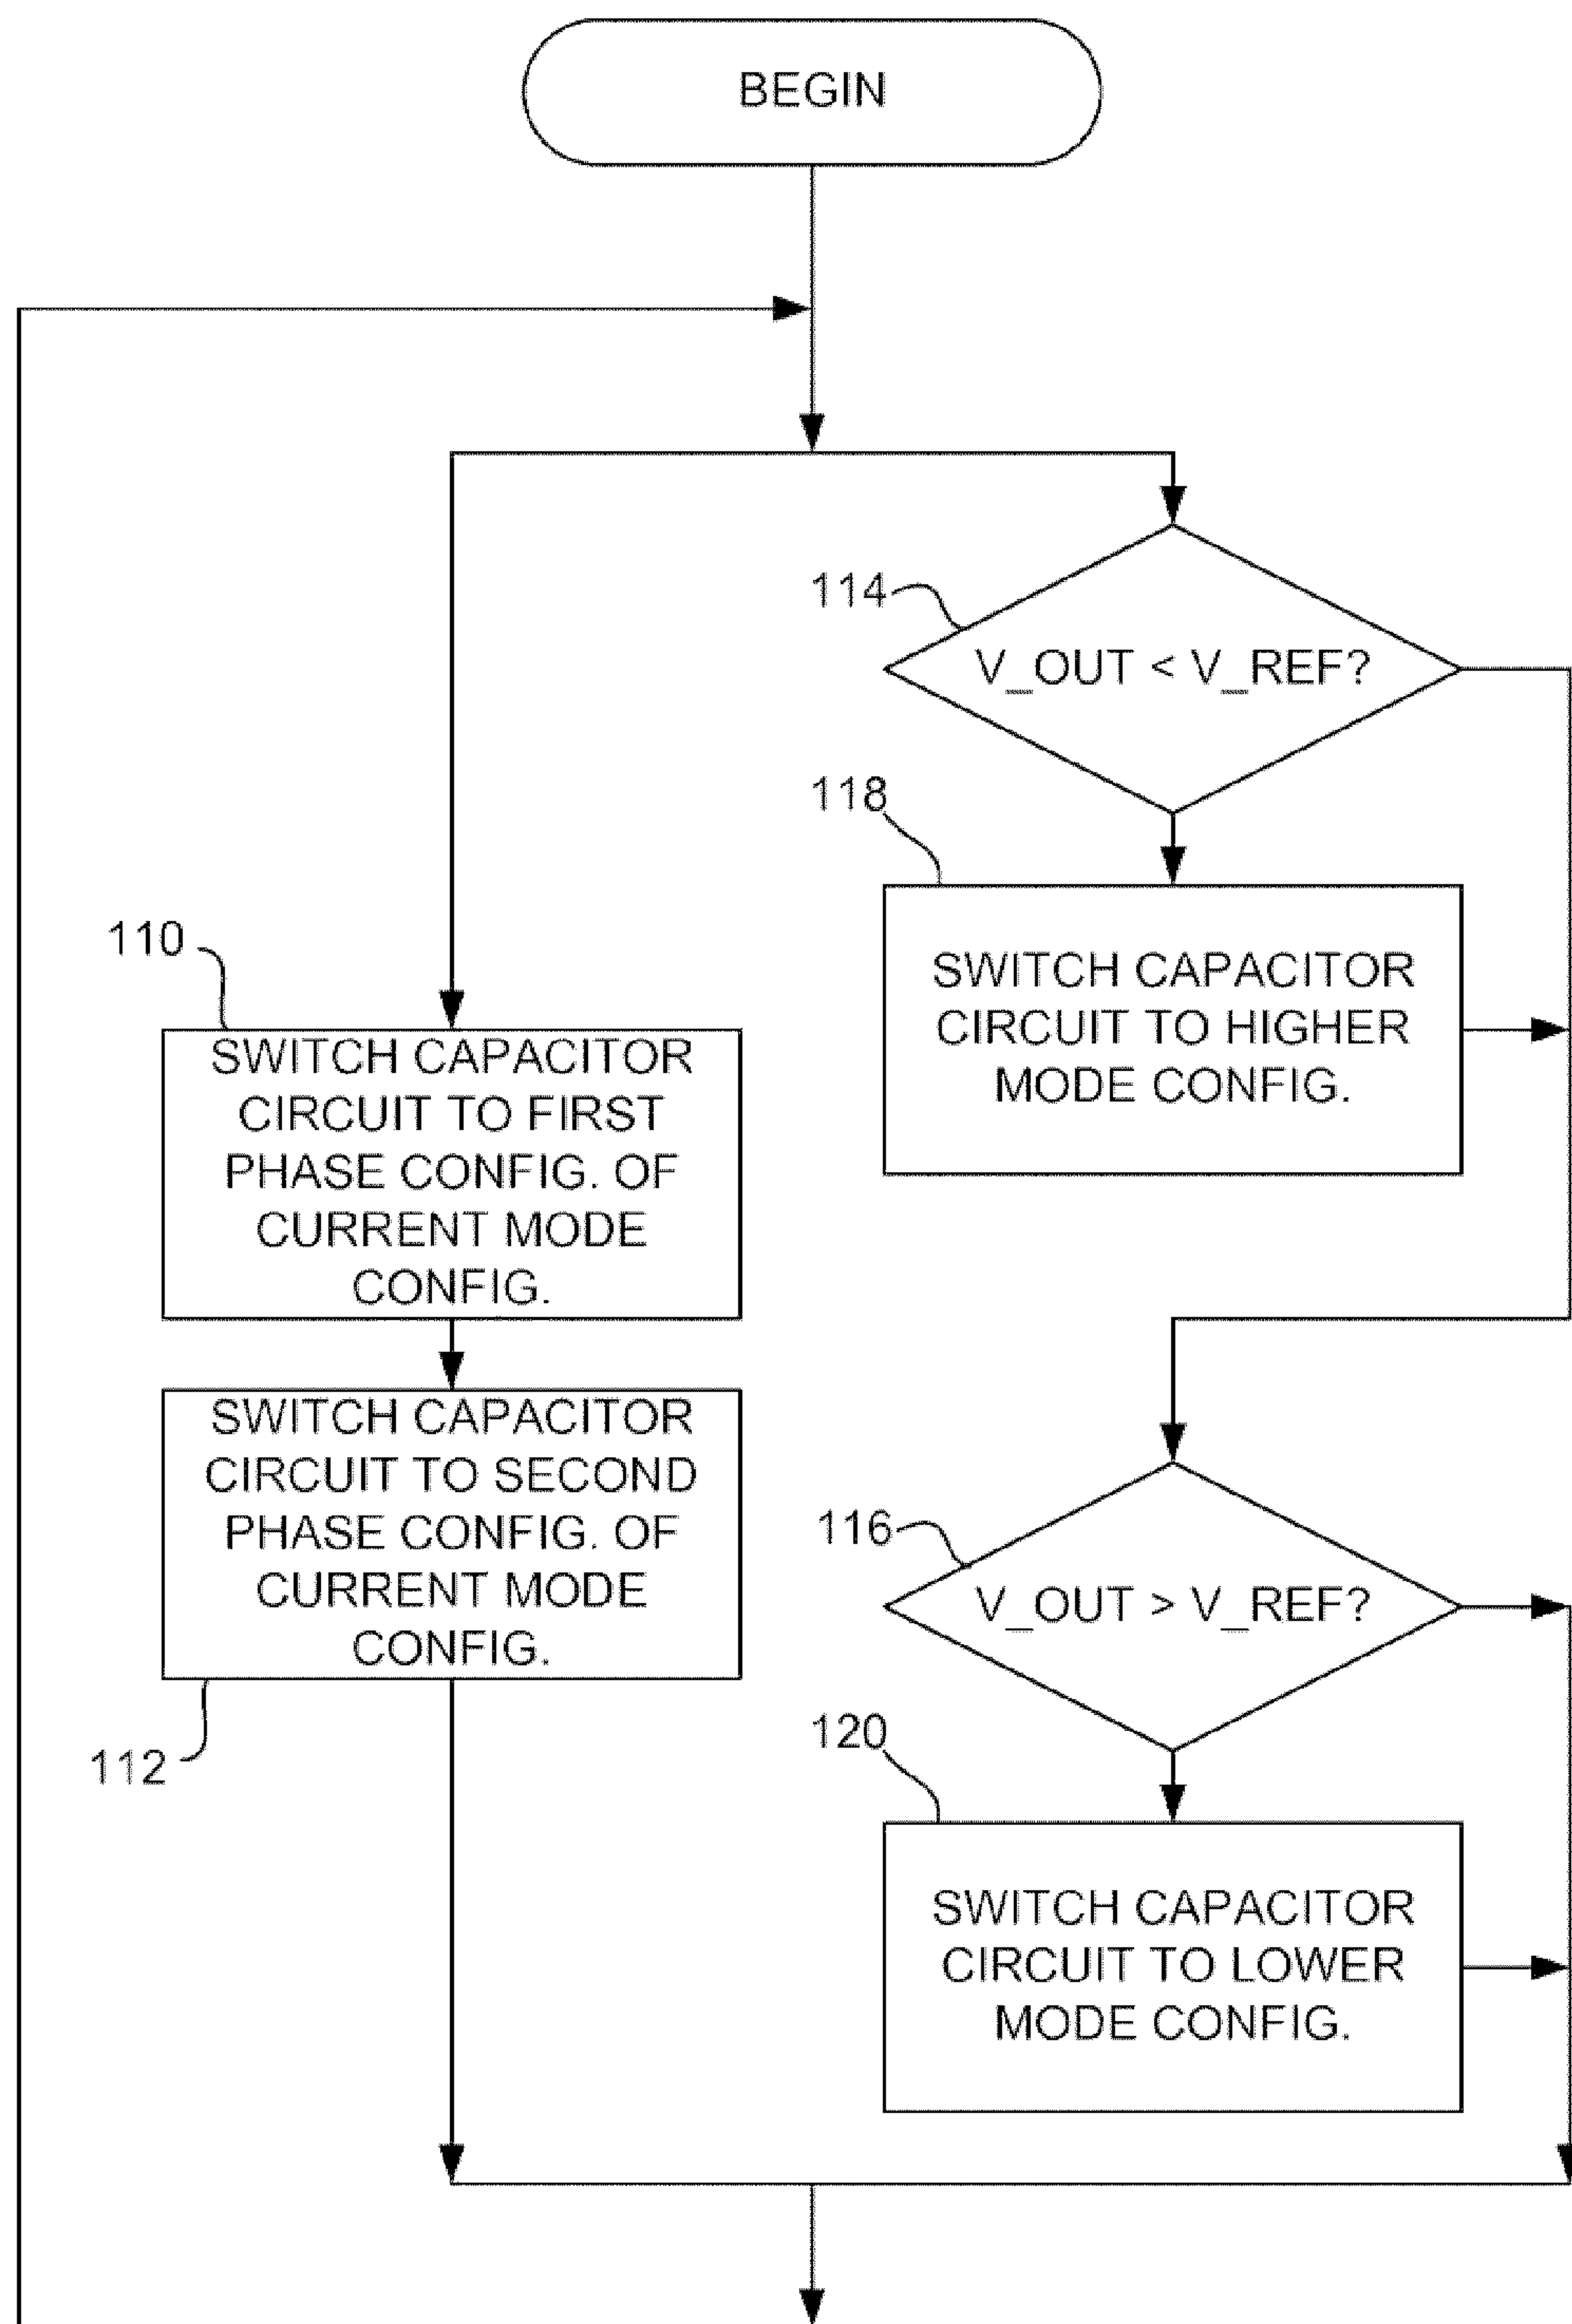 BEGIN
114
V_OUT < V_REF?
118
SWITCH CAPACITOR
CIRCUIT TO HIGHER
MODE CONFIG.
110
SWITCH CAPACITOR
CIRCUIT TO FIRST
PHASE CONFIG. OF
CURRENT MODE
CONFIG.
SWITCH CAPACITOR
CIRCUIT TO SECOND
PHASE CONFIG. OF
CURRENT MODE
CONFIG.
112
116
V_OUT > V_REF?
120
SWITCH CAPACITOR
CIRCUIT TO LOWER
MODE CONFIG.